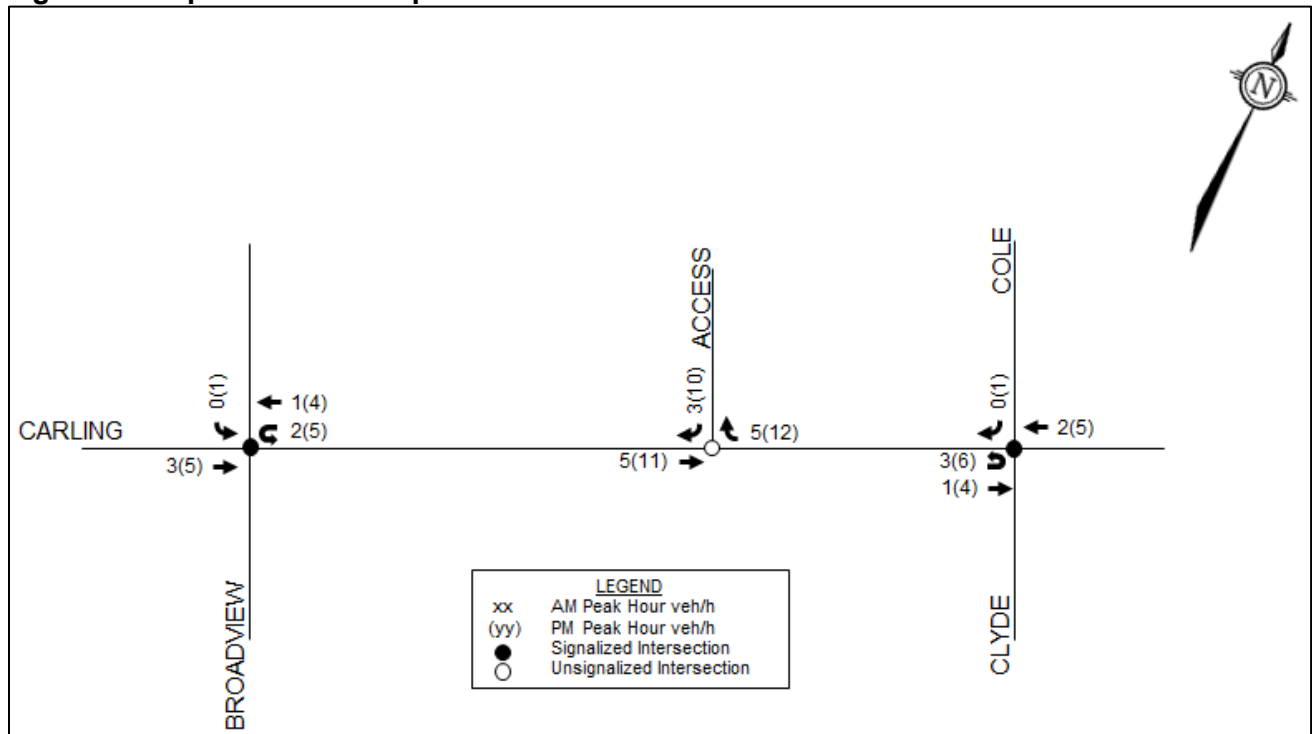 N
COLE
ACCESS
0(1)
1(4)
3(10)
0(1)
CARLING
2(5)
5(12)
2(5)
3(5)
5(11)
3(6)
1(4)
BROADVIEW
CLYDE
LEGEND
xx AM Peak Hour veh/h
(yy) PM Peak Hour veh/h
Signalized Intersection
Unsignalized Intersection